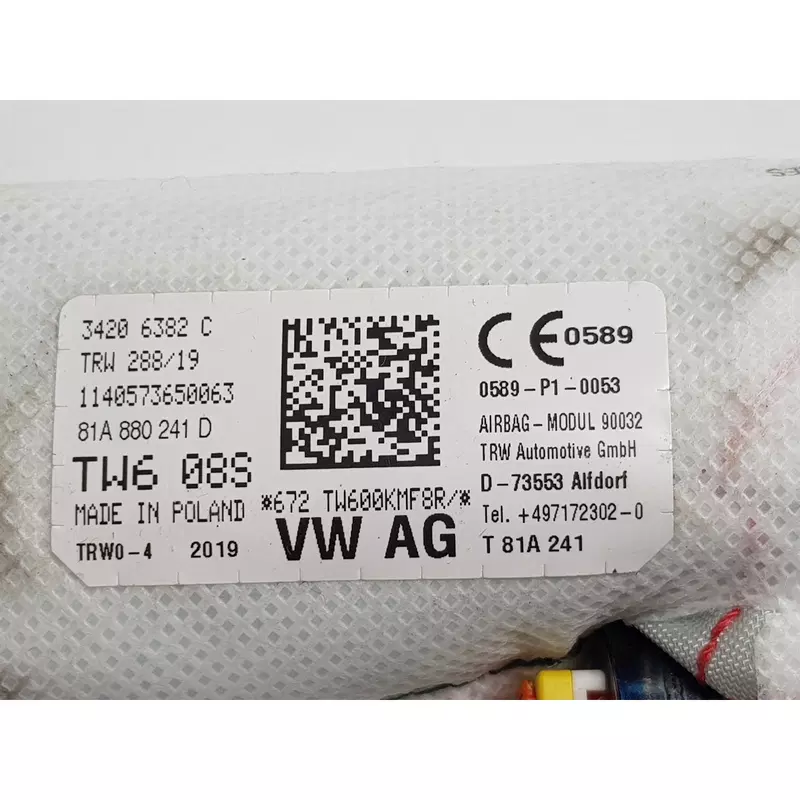 3420 6382 C
TRW 288/19
1140573650063
81A 880 241 D
TW6 08S
MADE IN POLAND
TRW0-4 2019
*672 TW600KMF8R/*
VW AG
CE 0589
0589-P1-0053
AIRBAG-MODUL 90032
TRW Automotive GmbH
D-73553 Alfdorf
Tel. +497172302-0
T 81A 241